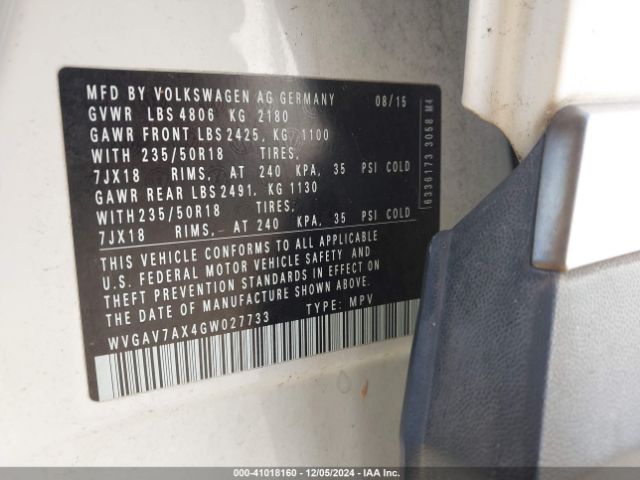 MFD BY VOLKSWAGEN AG GERMANY 08/15
GVWR LBS 4806 KG 2180
GAWR FRONT LBS 2425, KG 1100
WITH 235/50R18 TIRES,
7JX18 RIMS, AT 240 KPA, 35 PSI COLD
GAWR REAR LBS 2491, KG 1130
WITH 235/50R18 TIRES,
7JX18 RIMS, AT 240 KPA, 35 PSI COLD
THIS VEHICLE CONFORMS TO ALL APPLICABLE
U.S. FEDERAL MOTOR VEHICLE SAFETY AND
THEFT PREVENTION STANDARDS IN EFFECT ON
THE DAV OF MANUFACTURE SHOWN ABOVE.
WVGAV7AX4GW027733 TYPE: MPV
6336173 3058 M4
000-41018160 - 12/05/2024 - IAAI.COM